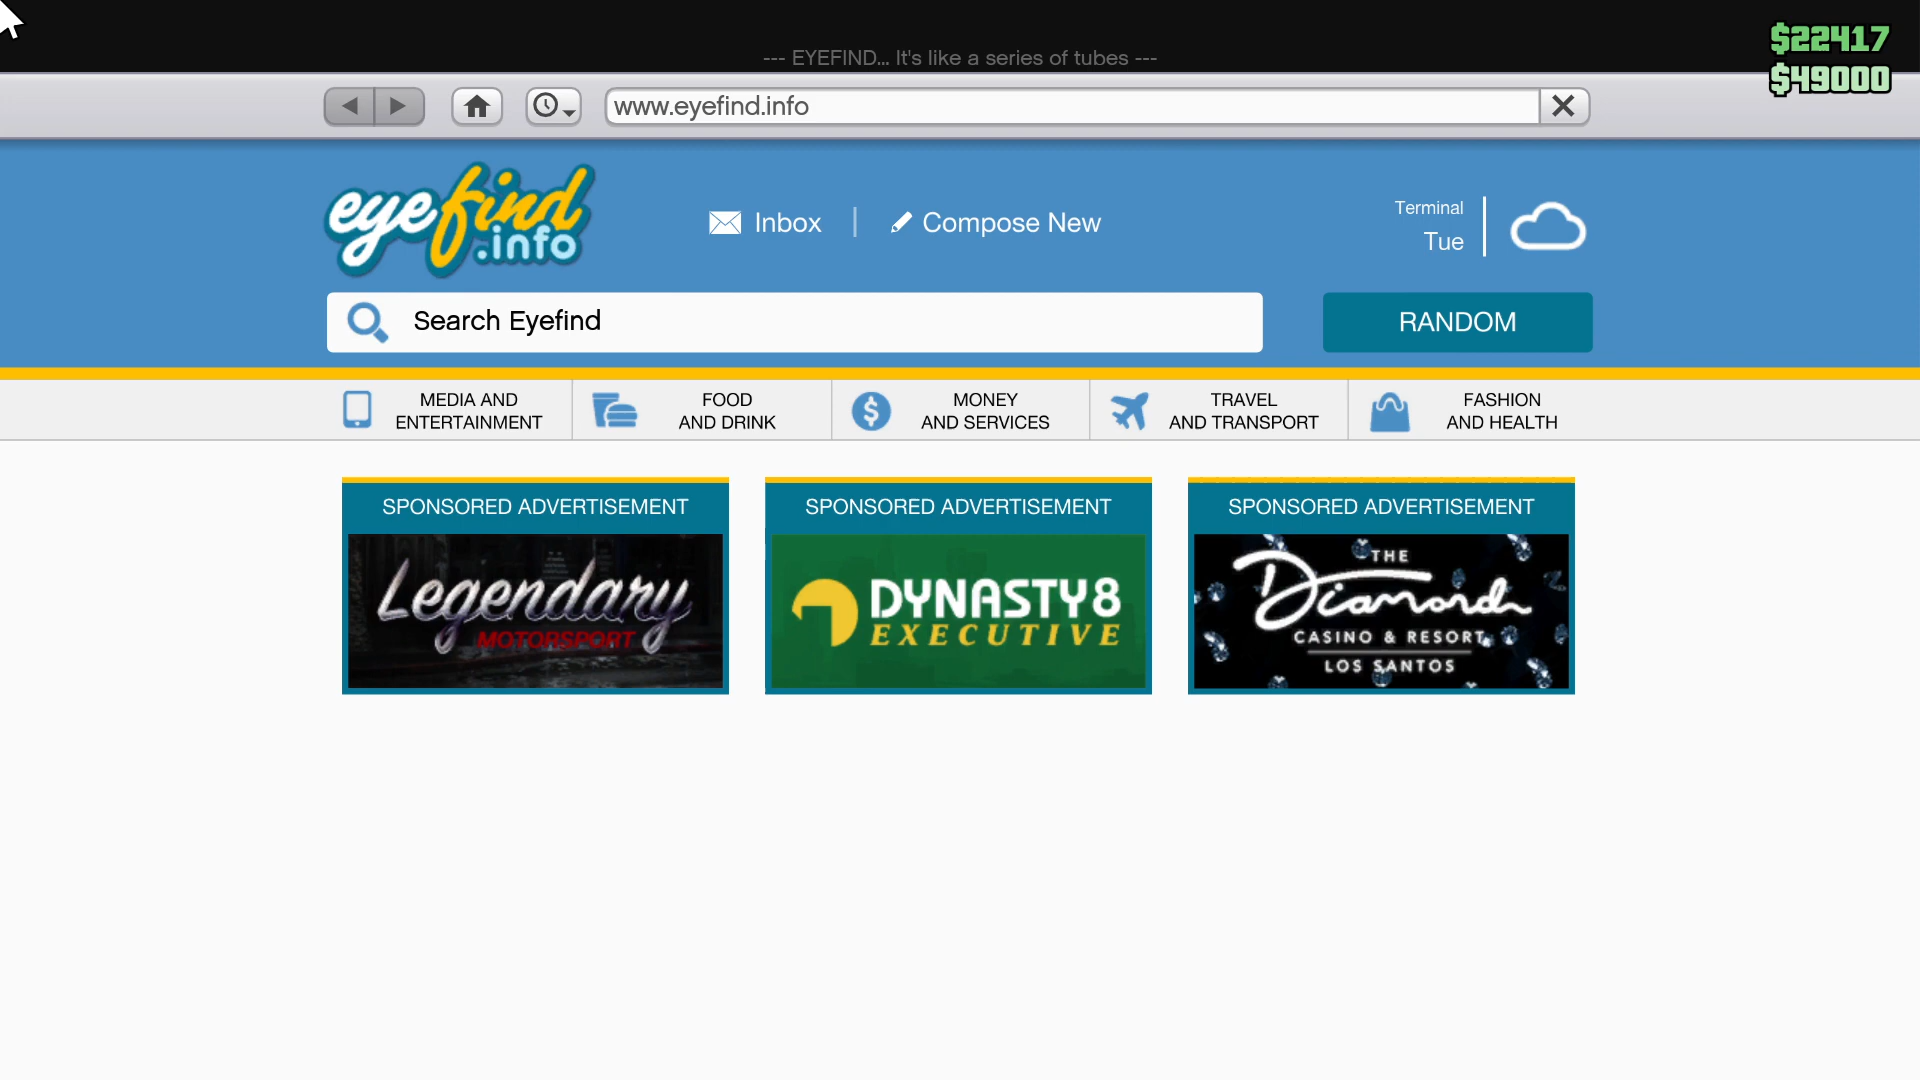 --- EYEFIND... It's like a series of tubes ---
$22417
$49000
www.eyefind.info
eyefind
.info
Inbox
Compose New
Terminal
Tue
Search Eyefind
RANDOM
MEDIA AND
ENTERTAINMENT
FOOD
AND DRINK
MONEY
AND SERVICES
TRAVEL
AND TRANSPORT
FASHION
AND HEALTH
SPONSORED ADVERTISEMENT
Legendary
MOTORSPORT
SPONSORED ADVERTISEMENT
DYNASTY8
EXECUTIVE
SPONSORED ADVERTISEMENT
THE
Diamond
CASINO & RESORT
LOS SANTOS